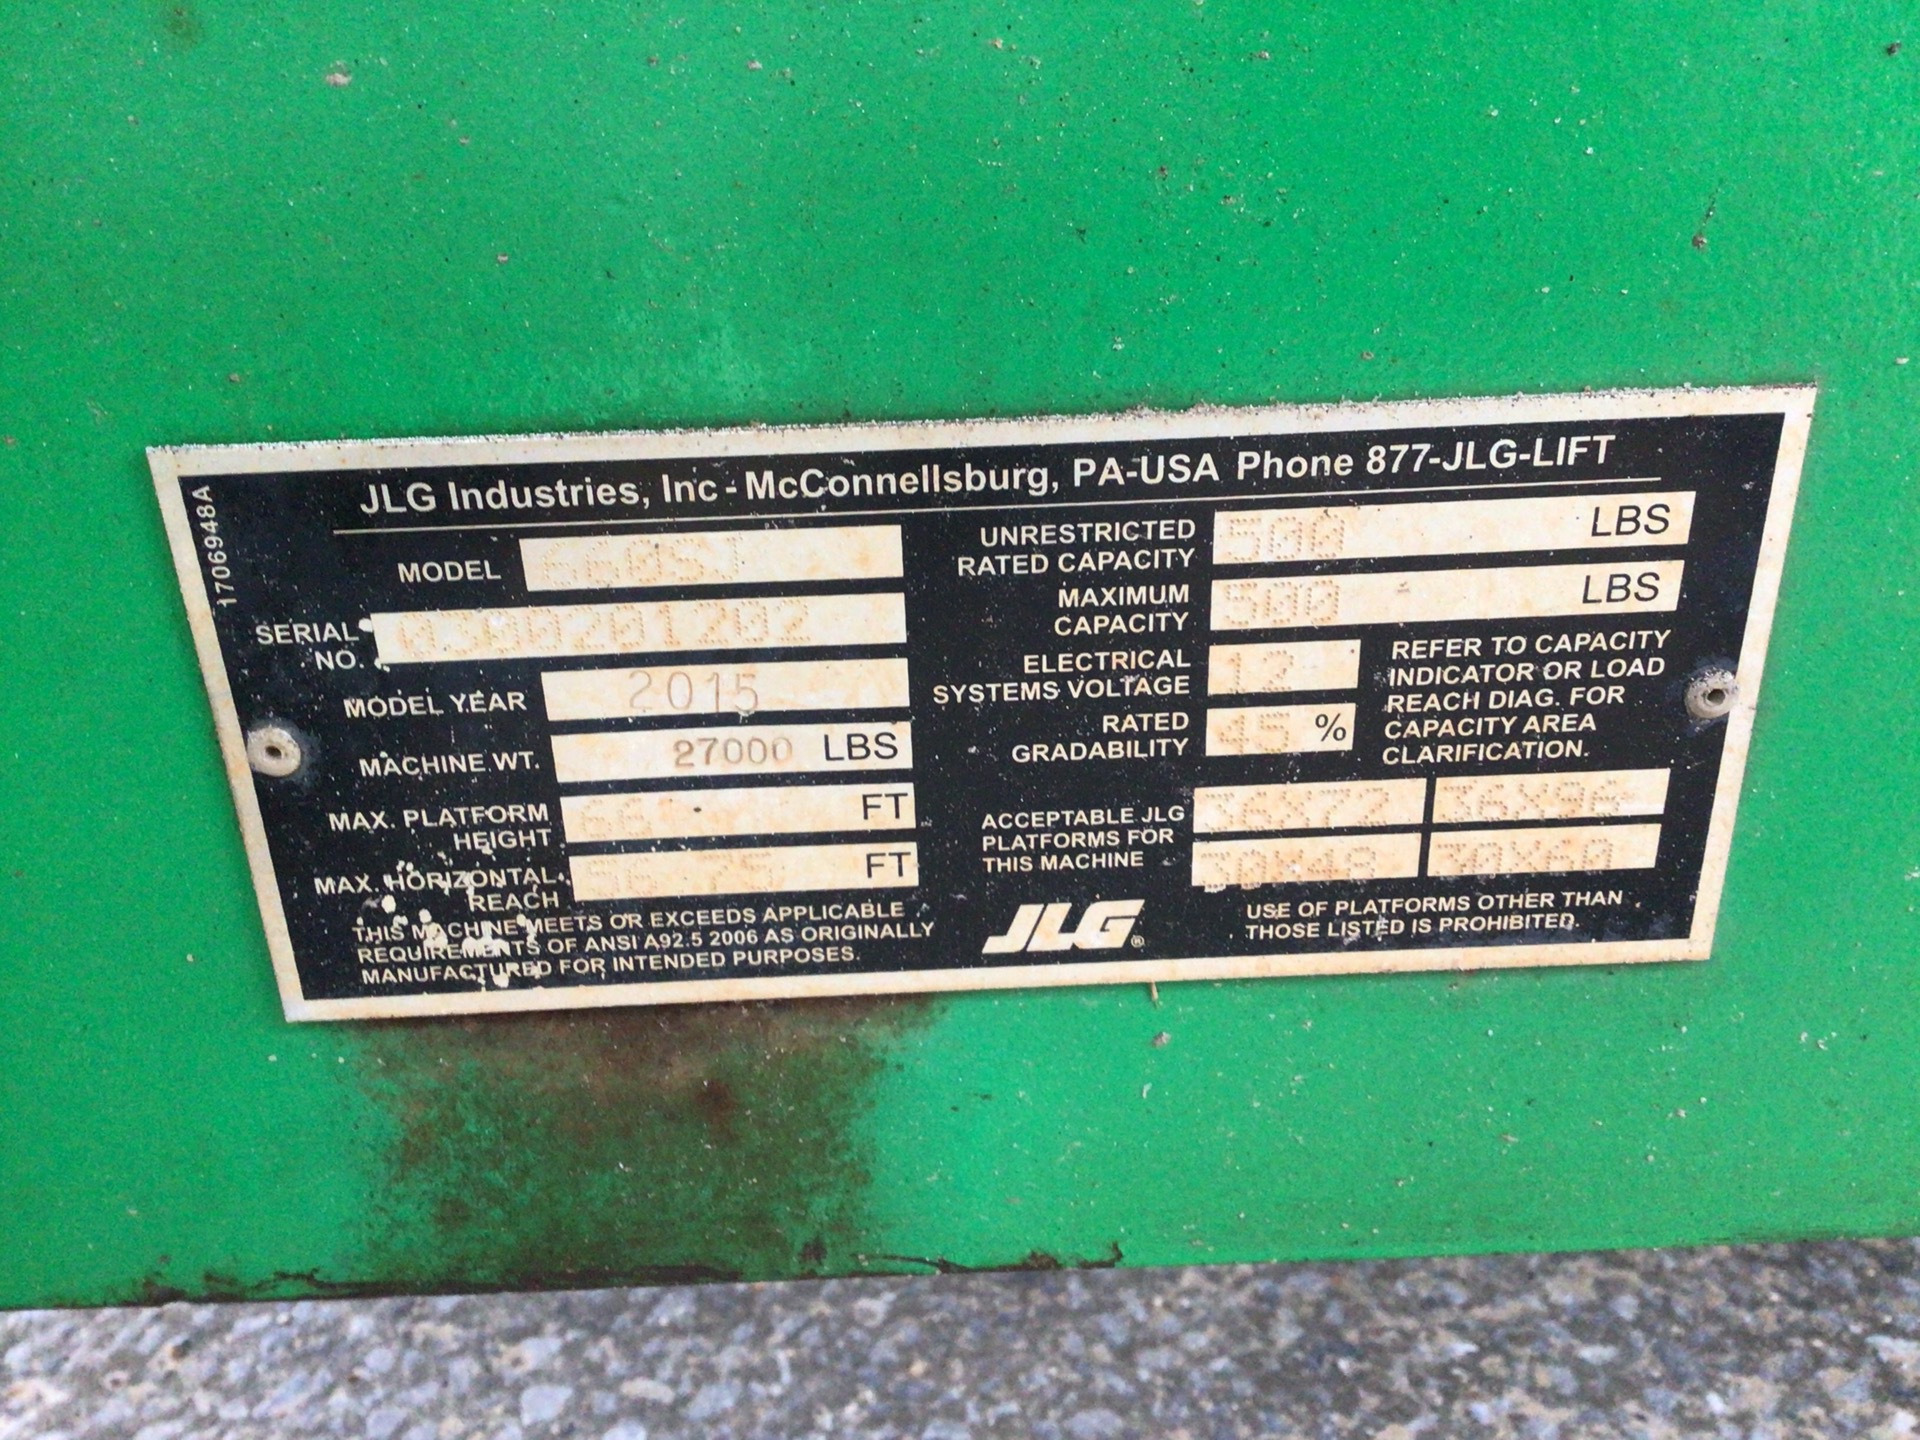 JLG Industries, Inc - McConnellsburg, PA-USA Phone 877-JLG-LIFT
17069948A
MODEL 660SJ
SERIAL NO. 0300201202
MODEL YEAR 2015
MACHINE WT. 27000 LBS
MAX. PLATFORM HEIGHT 66 FT
MAX. HORIZONTAL REACH 56 75 FT
THIS MACHINE MEETS OR EXCEEDS APPLICABLE
REQUIREMENTS OF ANSI A92.5 2006 AS ORIGINALLY
MANUFACTURED FOR INTENDED PURPOSES.
UNRESTRICTED RATED CAPACITY 500 LBS
MAXIMUM CAPACITY 500 LBS
ELECTRICAL SYSTEMS VOLTAGE 12
RATED GRADABILITY 45 %
REFER TO CAPACITY
INDICATOR OR LOAD
REACH DIAG. FOR
CAPACITY AREA
CLARIFICATION.
ACCEPTABLE JLG
PLATFORMS FOR
THIS MACHINE
36X72 36X96
30X48 30X60
JLG®
USE OF PLATFORMS OTHER THAN
THOSE LISTED IS PROHIBITED.